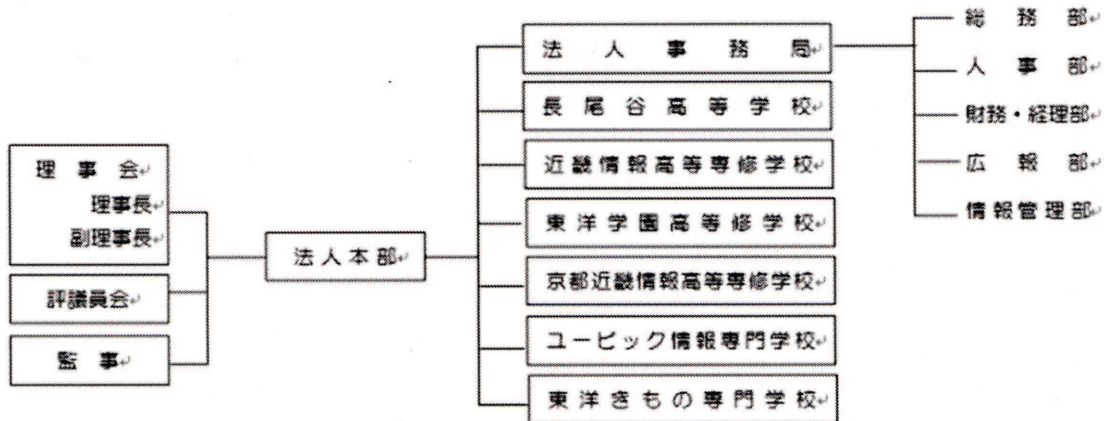 理事会
理事長
副理事長
評議員会
監事
法人本部
法人事務局
長尾谷高等学校
近畿情報高等専修学校
東洋学園高等修学校
京都近畿情報高等専修学校
ユービック情報専門学校
東洋きもの専門学校
総務部
人事部
財務・経理部
広報部
情報管理部